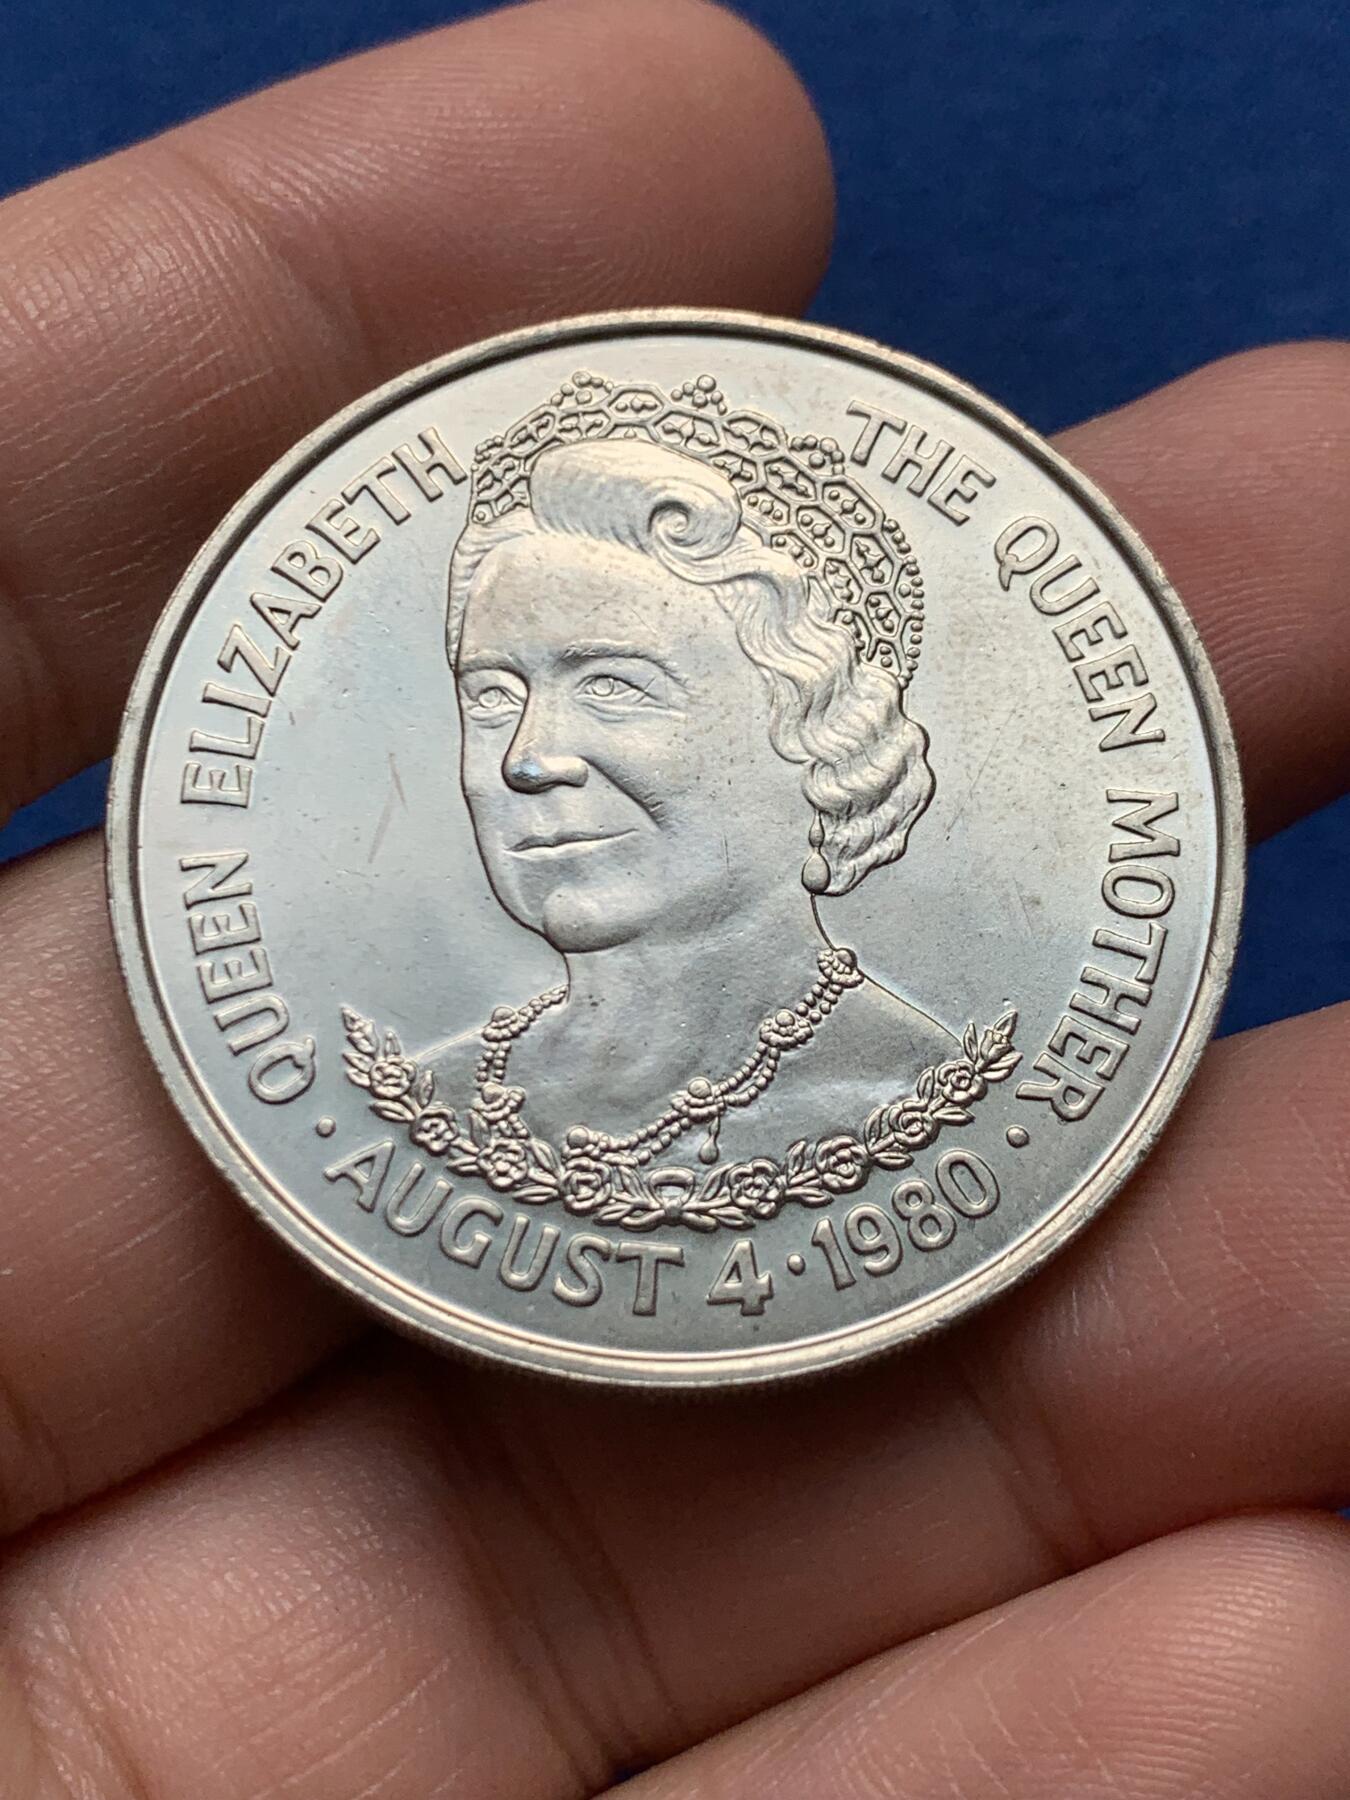 QUEEN ELIZABETH THE QUEEN MOTHER
· AUGUST 4 · 1980 ·